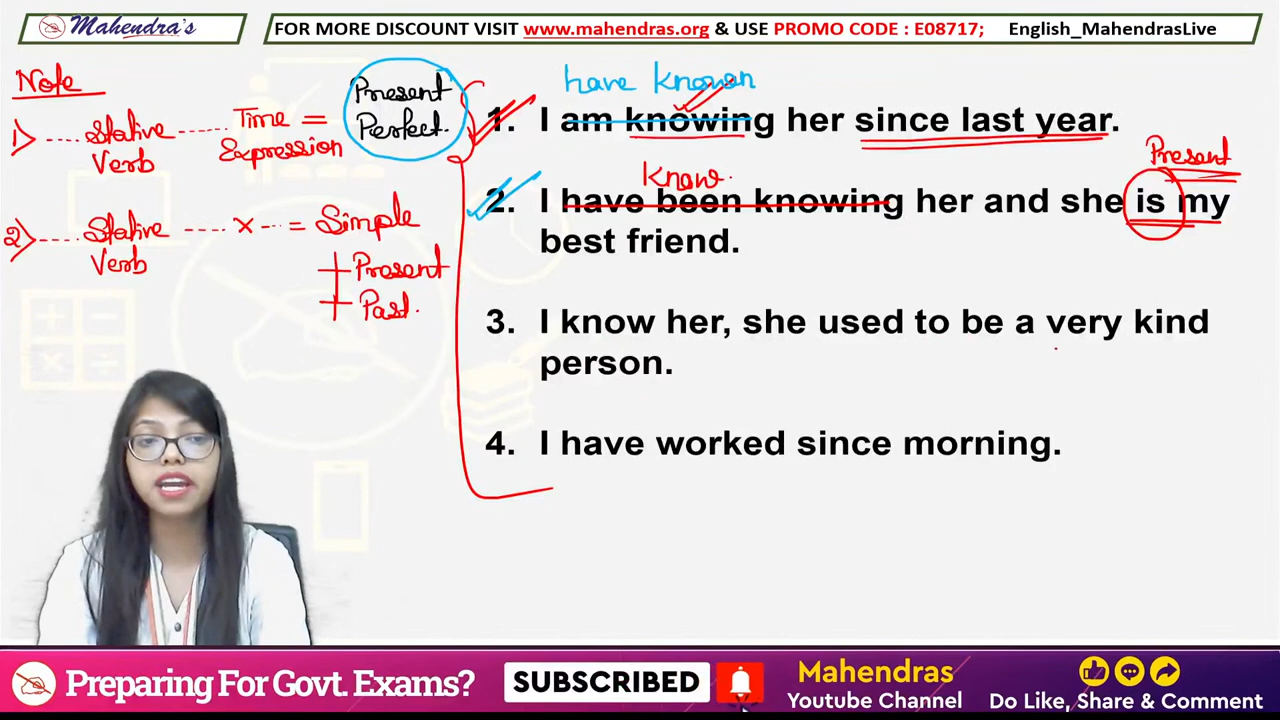 Mahendra's
FOR MORE DISCOUNT VISIT www.mahendras.org & USE PROMO CODE : E08717; English_MahendrasLive
Note
1) .... Stative Verb ...... Time Expression = Present Perfect.
2) .... Stative Verb .... × ... = Simple
Present
Past.
have known
1. I am knowing her since last year.
Present
Know.
2. I have been knowing her and she is my
best friend.
3. I know her, she used to be a very kind
person.
4. I have worked since morning.
Preparing For Govt. Exams?
SUBSCRIBED
Mahendras
YouTube Channel
Do Like, Share & Comment